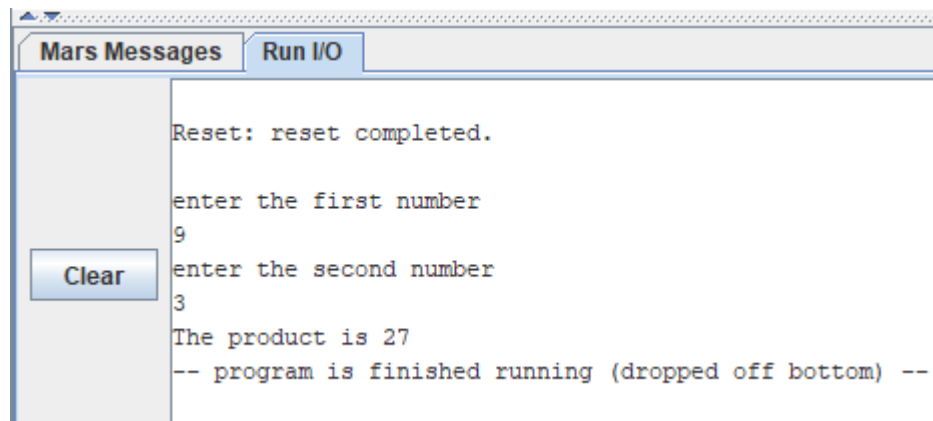 Mars Messages Run I/O
Reset: reset completed.
enter the first number
9
enter the second number
Clear
3
The product is 27
-- program is finished running (dropped off bottom) --